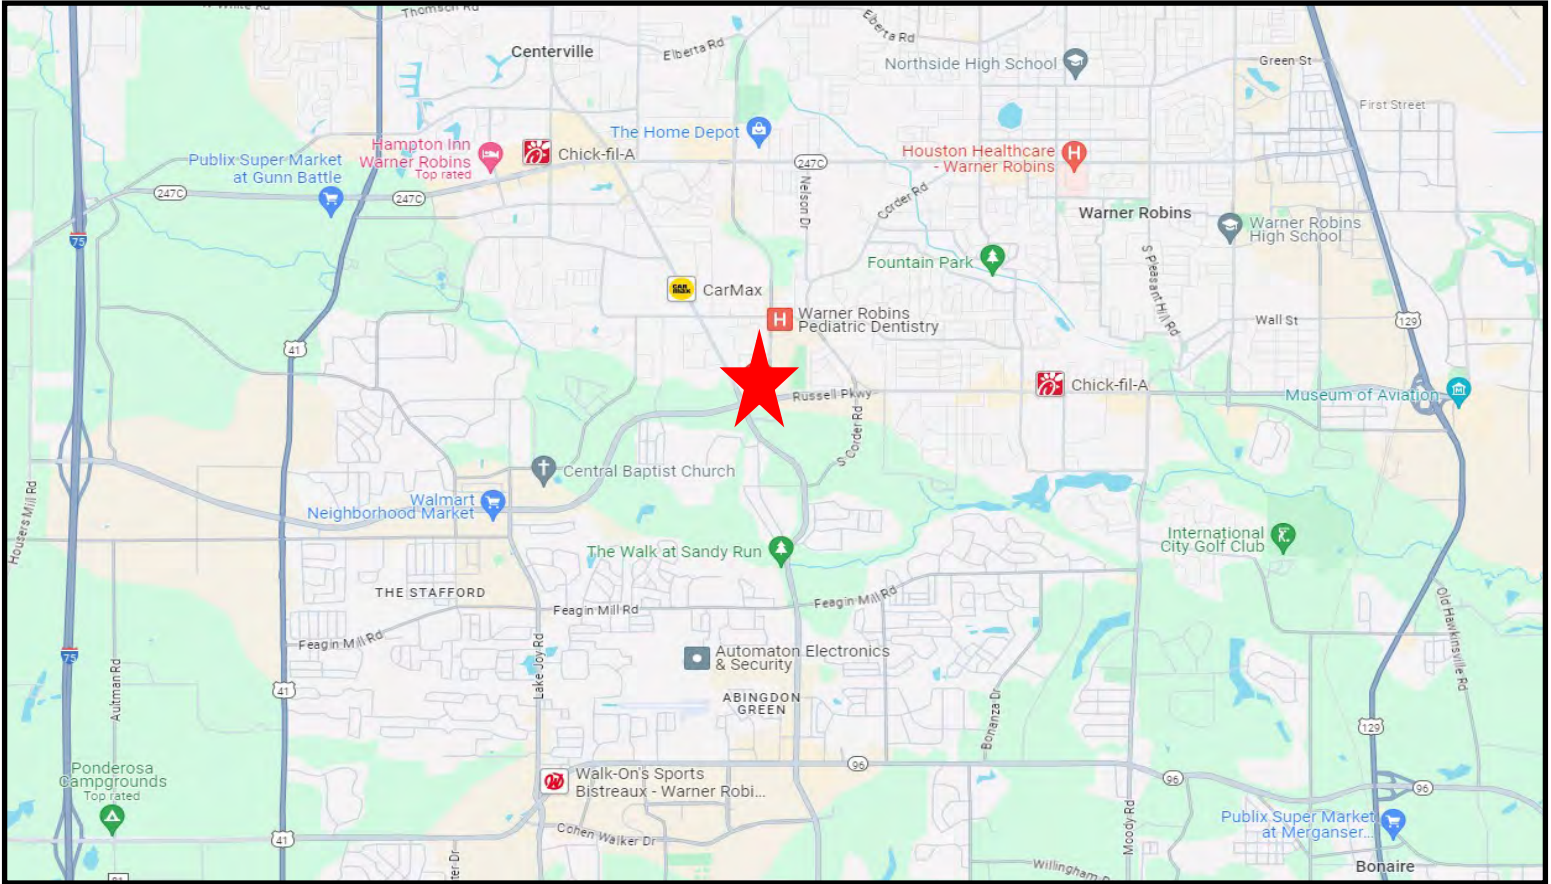 Thomson Rd
Centerville
Elberta Rd
Elberta Rd
Northside High School
Green St
First Street
The Home Depot
Hampton Inn
Warner Robins
Top rated
Chick-fil-A
247C
Houston Healthcare
- Warner Robins
Publix Super Market
at Gunn Battle
247C
247C
Nelson Dr
Corder Rd
Warner Robins
Warner Robins
High School
75
Fountain Park
S Pleasant Hill Rd
CAR
MAX
CarMax
H
Warner Robins
Pediatric Dentistry
Wall St
129
41
Russell Pkwy
Chick-fil-A
Museum of Aviation
S Corder Rd
Central Baptist Church
Housers Mill Rd
Walmart
Neighborhood Market
International
City Golf Club
The Walk at Sandy Run
THE STAFFORD
Feagin Mill Rd
Feagin Mill Rd
Feagin Mill Rd
Old Hawkinsville Rd
75
Lake Joy Rd
Automaton Electronics
& Security
Aultman Rd
41
ABINGDON
GREEN
Bonanza Dr
129
96
96
96
Ponderosa
Campgrounds
Top rated
Walk-On's Sports
Bistreaux - Warner Robi...
Moody Rd
Publix Super Market
at Merganser...
41
Cohen Walker Dr
Bonaire